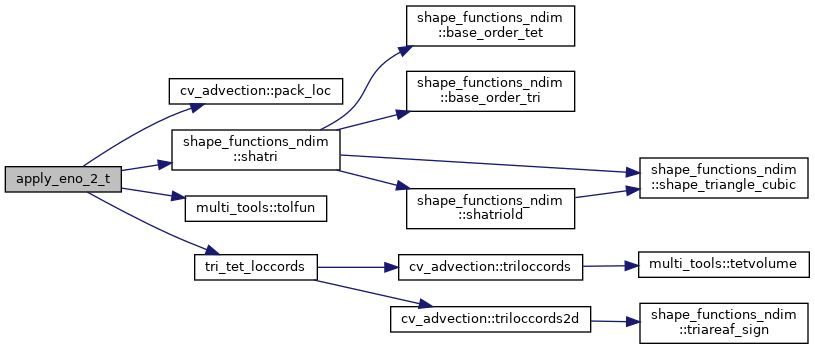 apply_eno_2_t
cv_advection::pack_loc
shape_functions_ndim
::shatri
multi_tools::tolfun
tri_tet_loccords
shape_functions_ndim
::base_order_tet
shape_functions_ndim
::base_order_tri
shape_functions_ndim
::shatriold
cv_advection::triloccords
cv_advection::triloccords2d
shape_functions_ndim
::shape_triangle_cubic
multi_tools::tetvolume
shape_functions_ndim
::triareaf_sign